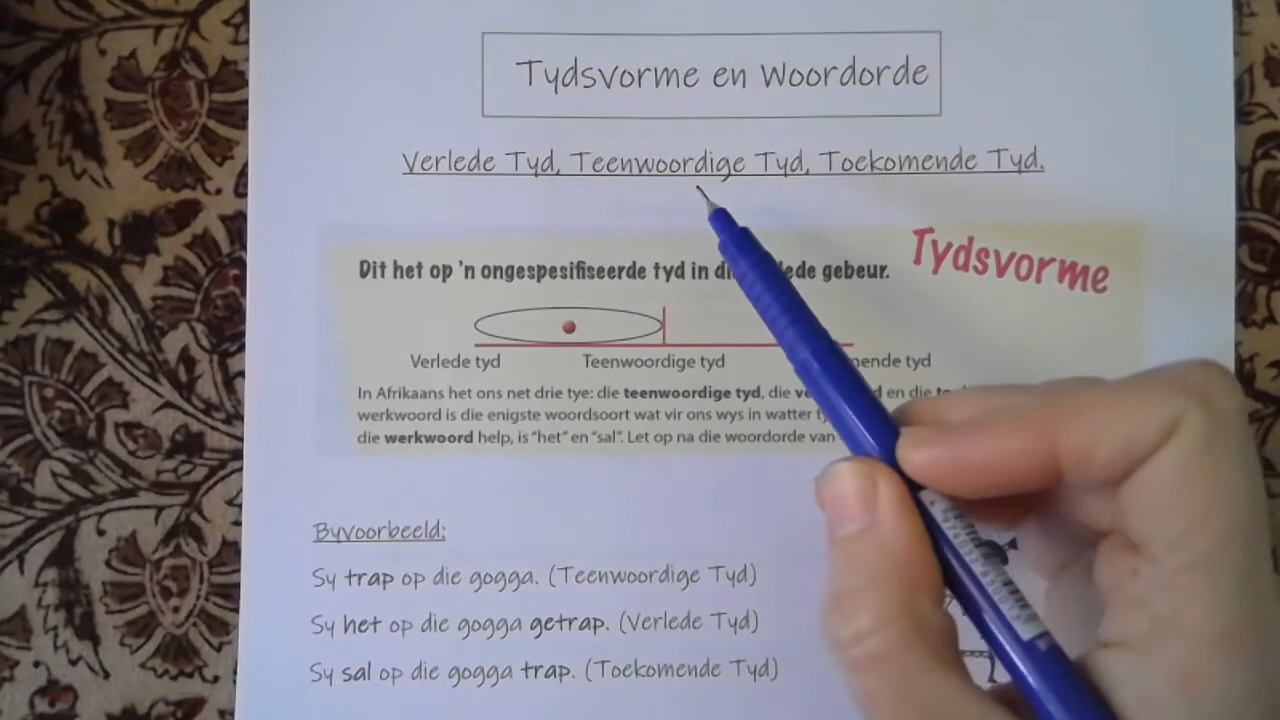 Tydsvorme en Woordorde
Verlede Tyd, Teenwoordige Tyd, Toekomende Tyd.
Tydsvorme
Dit het op 'n ongespesifiseerde tyd in gebeur.
Verlede tyd Teenwoordige tyd
tyd
In Afrikaans het ons net drie tye: die teenwoordige tyd, die en die
werkwoord is die enigste woordsoort wat vir ons wys in watter
die werkwoord help, is "het" en "sal". Let op na die woordorde van
Byvoorbeeld:
Sy trap op die gogga. (Teenwoordige Tyd)
Sy het op die gogga getrap. (Verlede Tyd)
Sy sal op die gogga trap. (Toekomende Tyd)